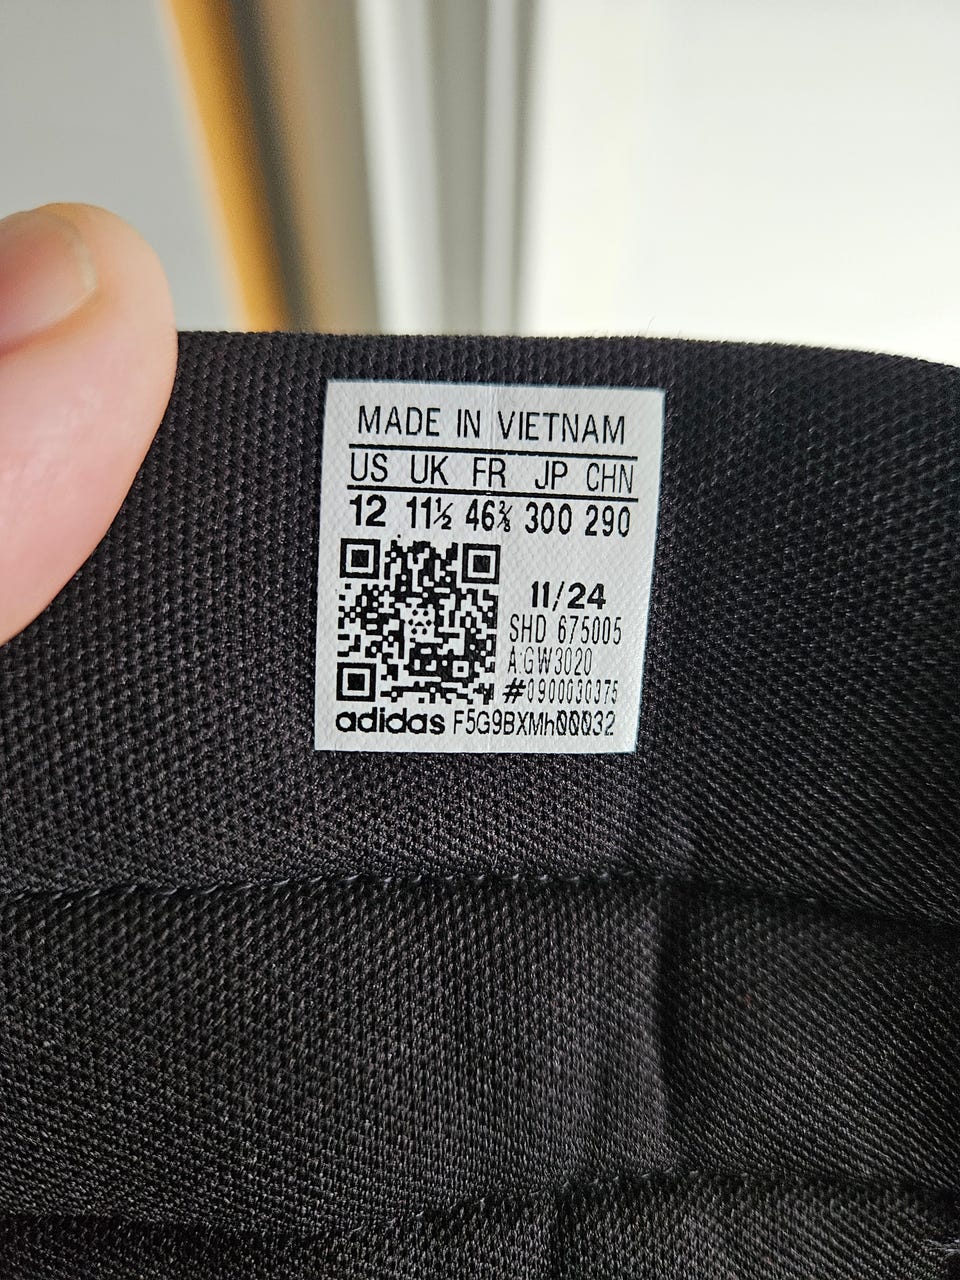 MADE IN VIETNAM
US UK FR JP CHN
12 11½ 46⅔ 300 290
11/24
SHD 675005
A:GW3020
#0900030375
adidas F5G9BXMh00032